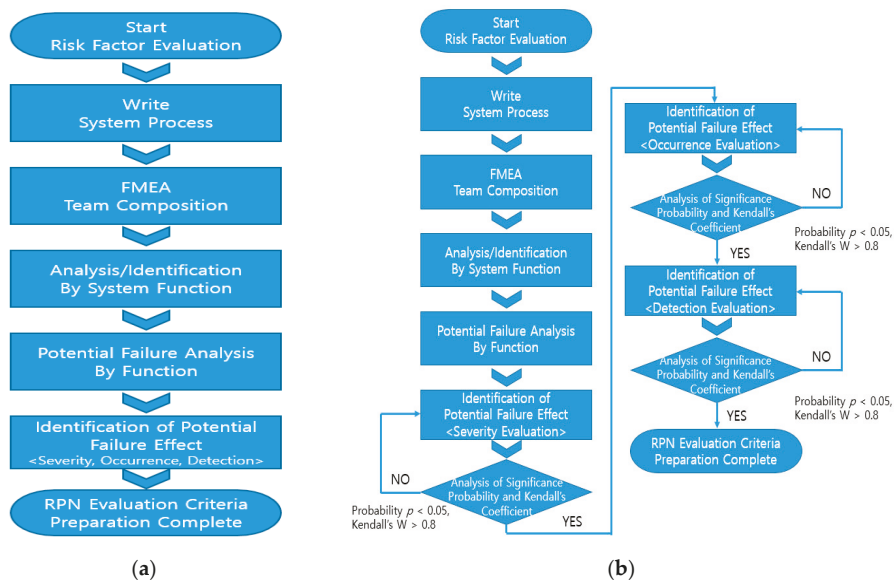 Start
Risk Factor Evaluation
Write
System Process
FMEA
Team Composition
Analysis/Identification
By System Function
Potential Failure Analysis
By Function
Identification of Potential
Failure Effect
<Severity, Occurrence, Detection>
RPN Evaluation Criteria
Preparation Complete
(a)
Start
Risk Factor Evaluation
Write
System Process
FMEA
Team Composition
Analysis/Identification
By System Function
Potential Failure Analysis
By Function
Identification of
Potential Failure Effect
<Severity Evaluation>
NO
Analysis of Significance
Probability and Kendall's
Coefficient
Probability p < 0.05,
Kendall's W > 0.8
YES
Identification of
Potential Failure Effect
<Occurrence Evaluation>
NO
Analysis of Significance
Probability and Kendall's
Coefficient
Probability p < 0.05,
Kendall's W > 0.8
YES
Identification of
Potential Failure Effect
<Detection Evaluation>
NO
Analysis of Significance
Probability and Kendall's
Coefficient
Probability p < 0.05,
Kendall's W > 0.8
YES
RPN Evaluation Criteria
Preparation Complete
(b)